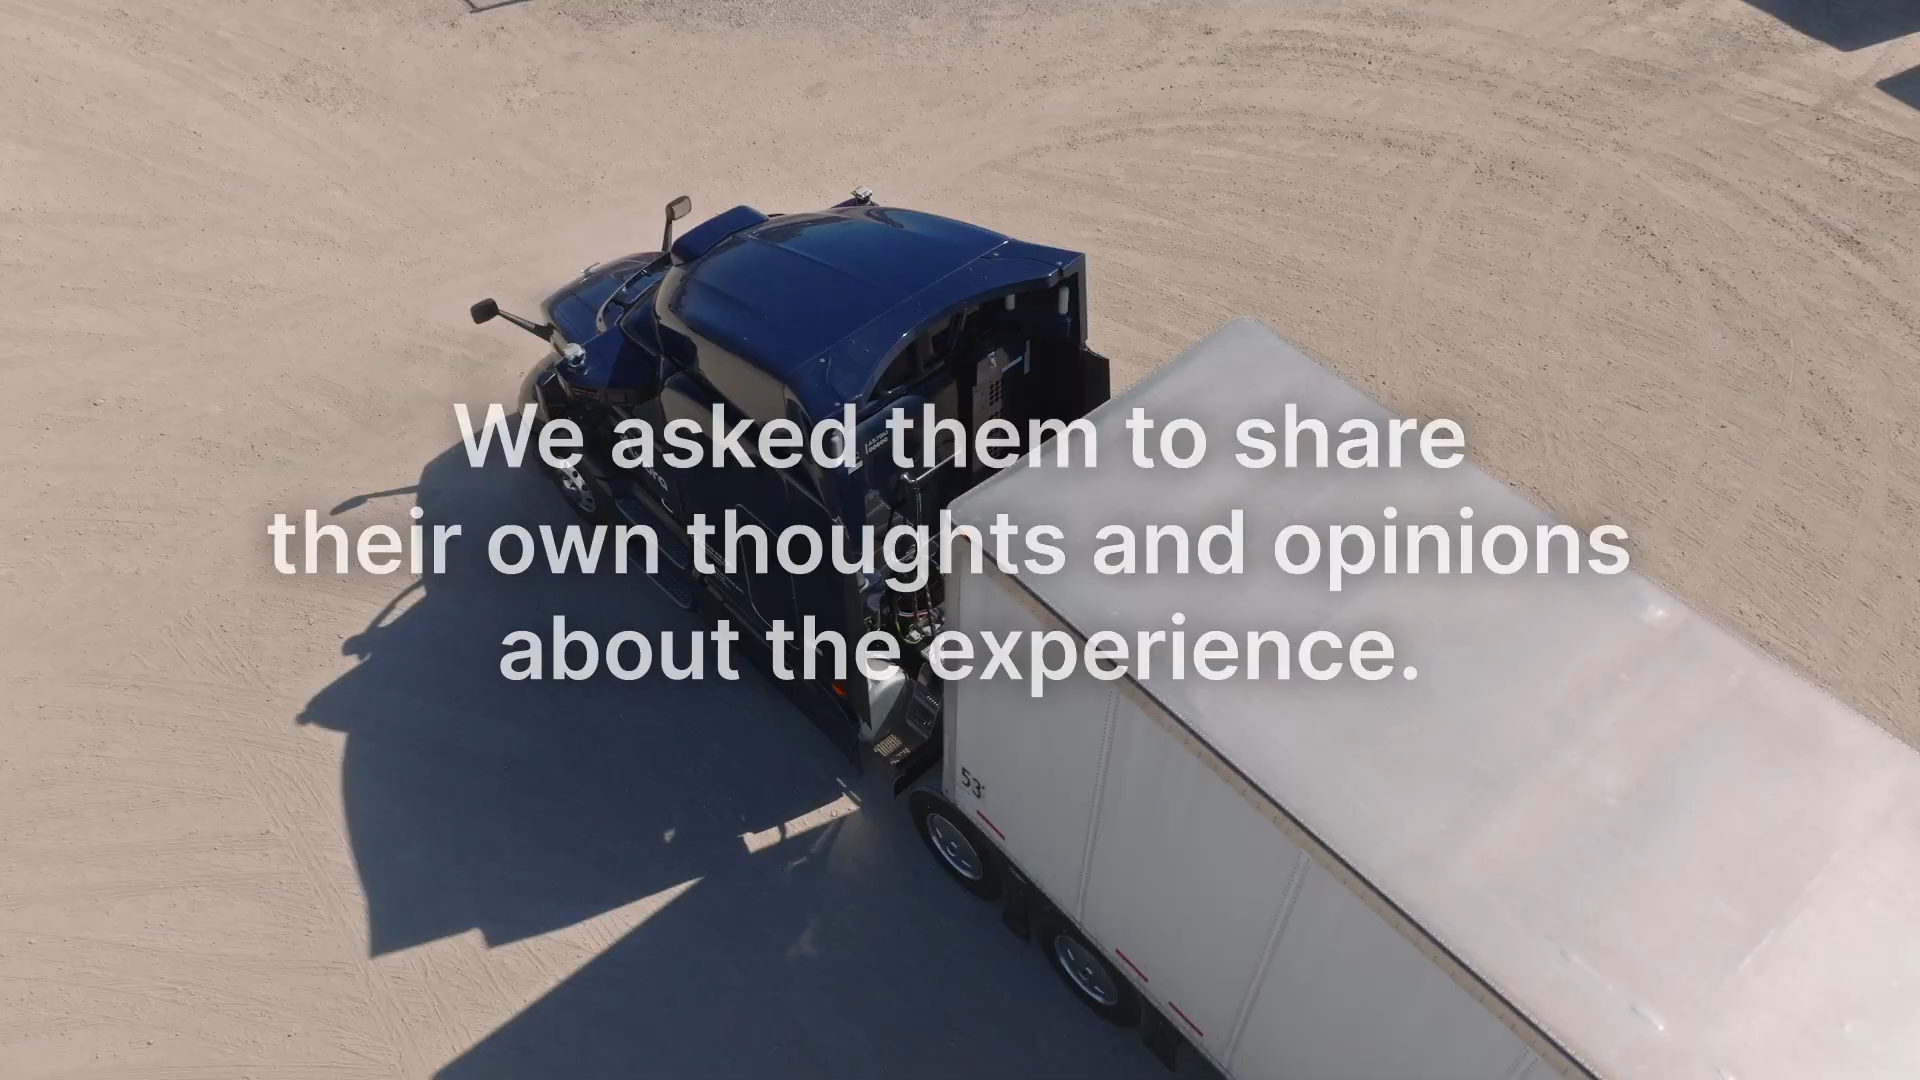 We asked them to share
their own thoughts and opinions
about the experience.
53'